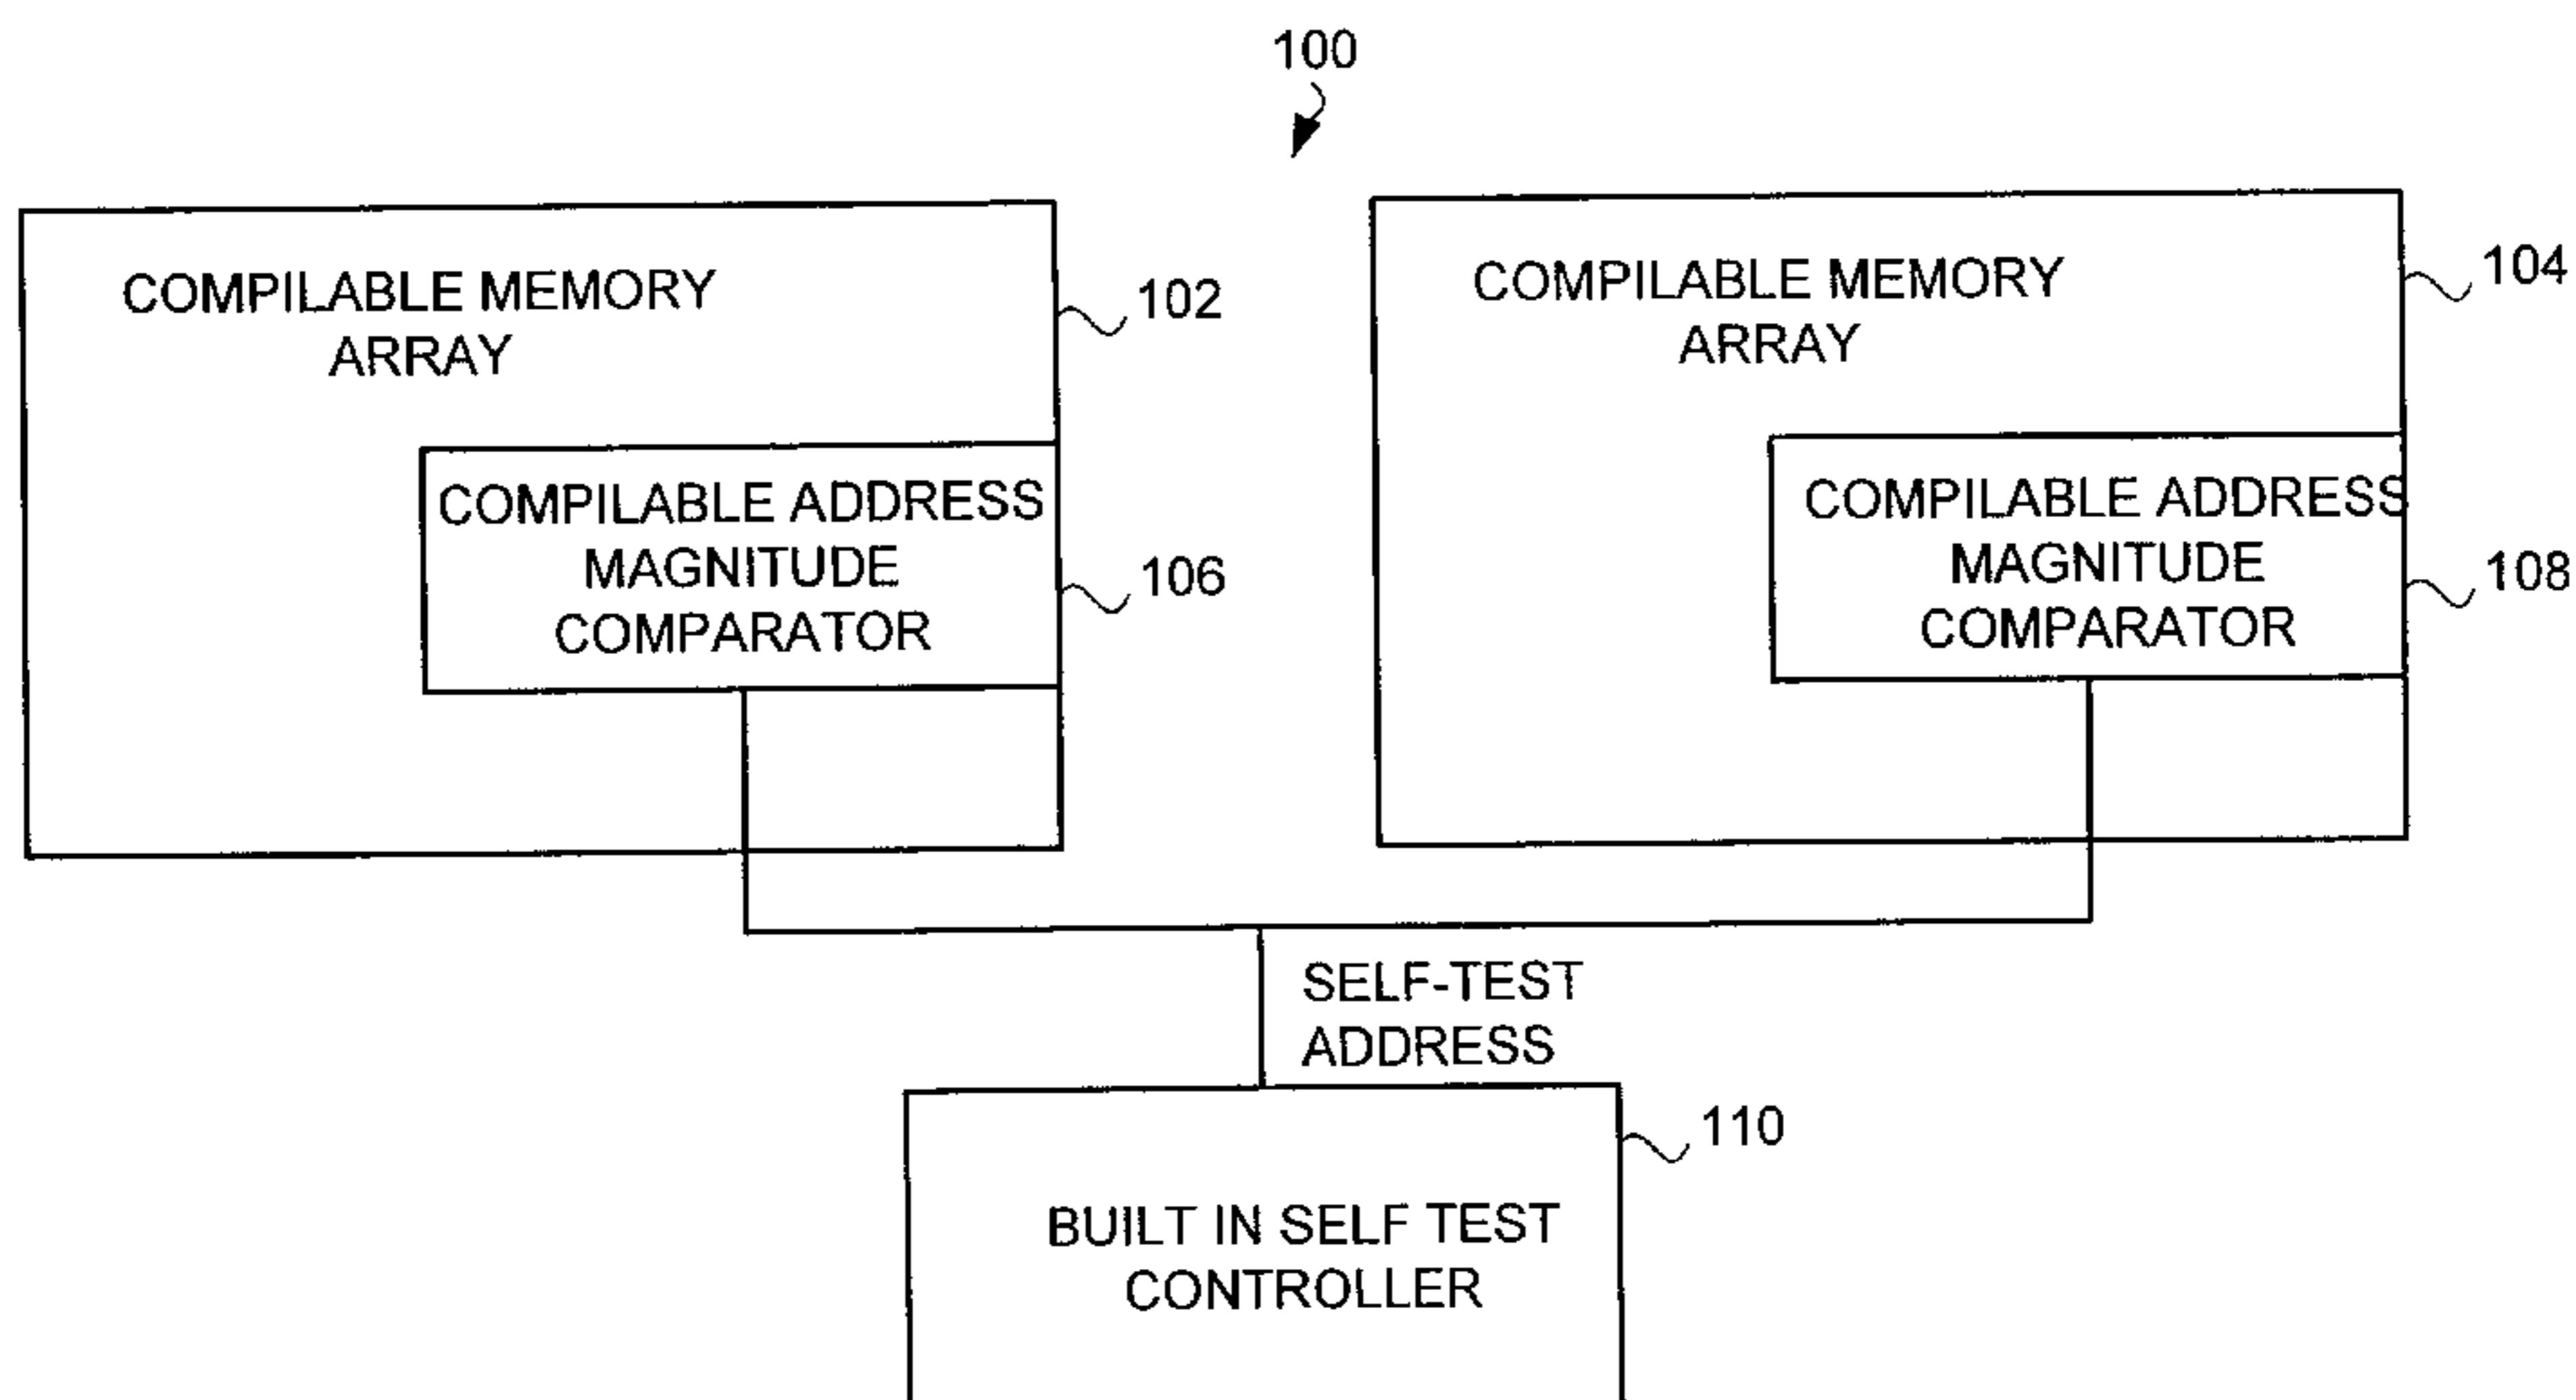 100
COMPILABLE MEMORY
ARRAY
102
COMPILABLE ADDRESS
MAGNITUDE
COMPARATOR
106
COMPILABLE MEMORY
ARRAY
104
COMPILABLE ADDRESS
MAGNITUDE
COMPARATOR
108
SELF-TEST
ADDRESS
110
BUILT IN SELF TEST
CONTROLLER